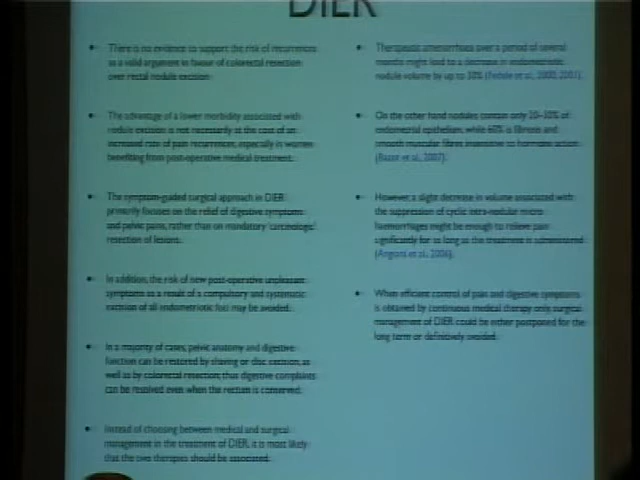 DIER
There is no evidence to support the risk of recurrences
as a valid argument in favour of colorectal resection
over rectal nodule excision.
The advantage of a lower morbidity associated with
nodule excision is not necessarily at the cost of an
increased rate of pain recurrences, especially in women
benefiting from post-operative medical treatment.
The symptom-guided surgical approach in DIER
primarily focuses on the relief of digestive symptoms
and pelvic pain, rather than on mandatory 'carcinologic'
resection of lesions.
In addition, the risk of new post-operative unpleasant
symptoms as a result of a compulsory and systematic
excision of all endometriotic foci may be avoided.
In a majority of cases, pelvic anatomy and digestive
function can be restored by shaving or disc excision, as
well as by colorectal resection; thus digestive complaints
can be resolved even when the rectum is conserved.
Instead of choosing between medical and surgical
management in the treatment of DIER, it is most likely
that the two therapies should be associated.
Therapeutic amenorrhoea over a period of several
months might lead to a decrease in endometriotic
nodule volume by up to 30% (Fedele et al., 2000, 2001).
On the other hand nodules contain only 20–30% of
endometrial epithelium, while 60% is fibrosis and
smooth muscular fibres insensitive to hormone action
2007).
However, a slight decrease in volume associated with
the suppression of cyclic intra-nodular micro
haemorrhages might be enough to relieve pain
significantly for as long as the treatment is administered
et al., 2006).
When efficient control of pain and digestive symptoms
is obtained by continuous medical therapy only surgical
management of DIER could be either postponed for the
long term or definitively avoided.